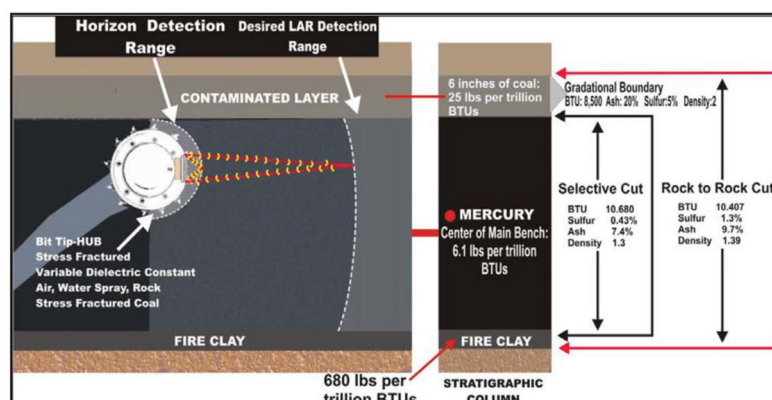 Horizon Detection
Range
Desired LAR Detection
Range
CONTAMINATED LAYER
Bit Tip-HUB
Stress Fractured
Variable Dielectric Constant
Air, Water Spray, Rock
Stress Fractured Coal
FIRE CLAY
6 inches of coal:
25 lbs per trillion
BTUs
MERCURY
Center of Main Bench:
6.1 lbs per trillion
BTUs
FIRE CLAY
680 lbs per
trillion BTUs
STRATIGRAPHIC
COLUMN
Gradational Boundary
BTU: 8,500 Ash: 20% Sulfur:5% Density:2
Selective Cut
BTU 10.680
Sulfur 0.43%
Ash 7.4%
Density 1.3
Rock to Rock Cut
BTU 10.407
Sulfur 1.3%
Ash 9.7%
Density 1.39